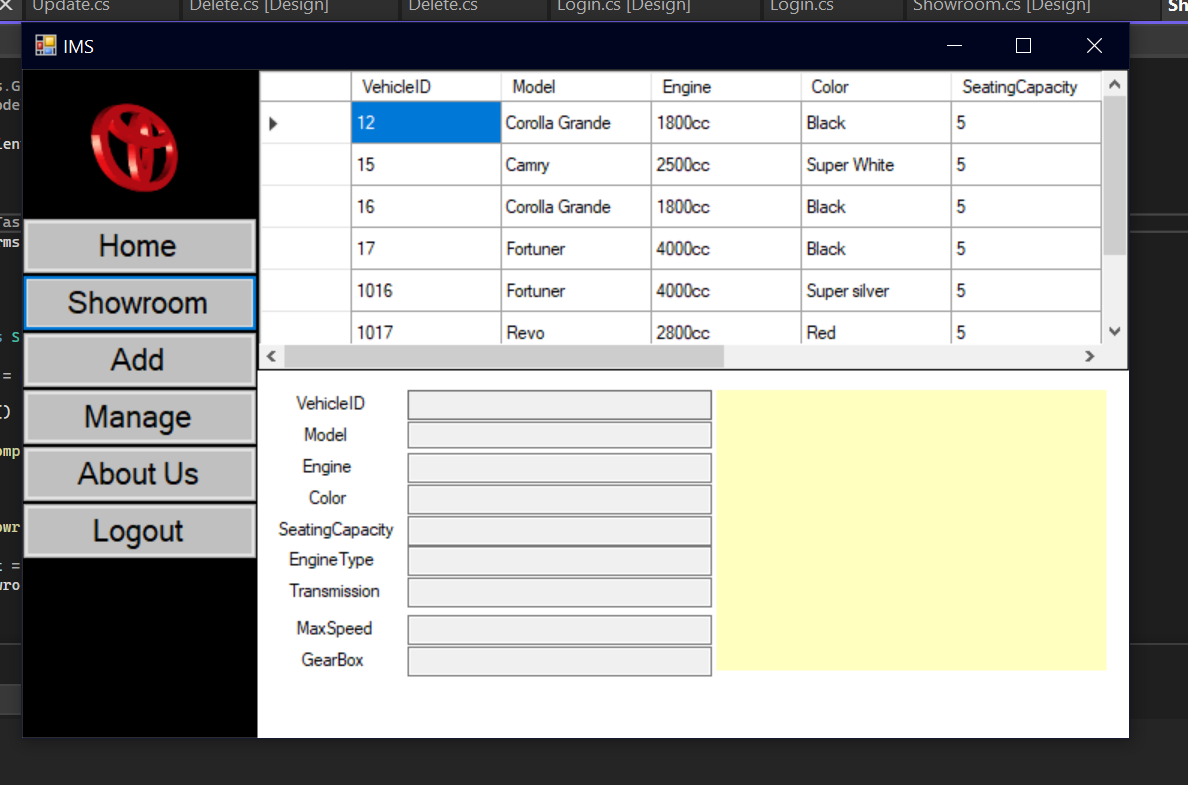 Update.cs Delete.cs [Design] Delete.cs Login.cs [Design] Login.cs Showroom.cs [Design]
IMS
VehicleID Model Engine Color SeatingCapacity
12 Corolla Grande 1800cc Black 5
15 Camry 2500cc Super White 5
16 Corolla Grande 1800cc Black 5
17 Fortuner 4000cc Black 5
1016 Fortuner 4000cc Super silver 5
1017 Revo 2800cc Red 5
Home
Showroom
Add
Manage
About Us
Logout
VehicleID
Model
Engine
Color
SeatingCapacity
EngineType
Transmission
MaxSpeed
GearBox